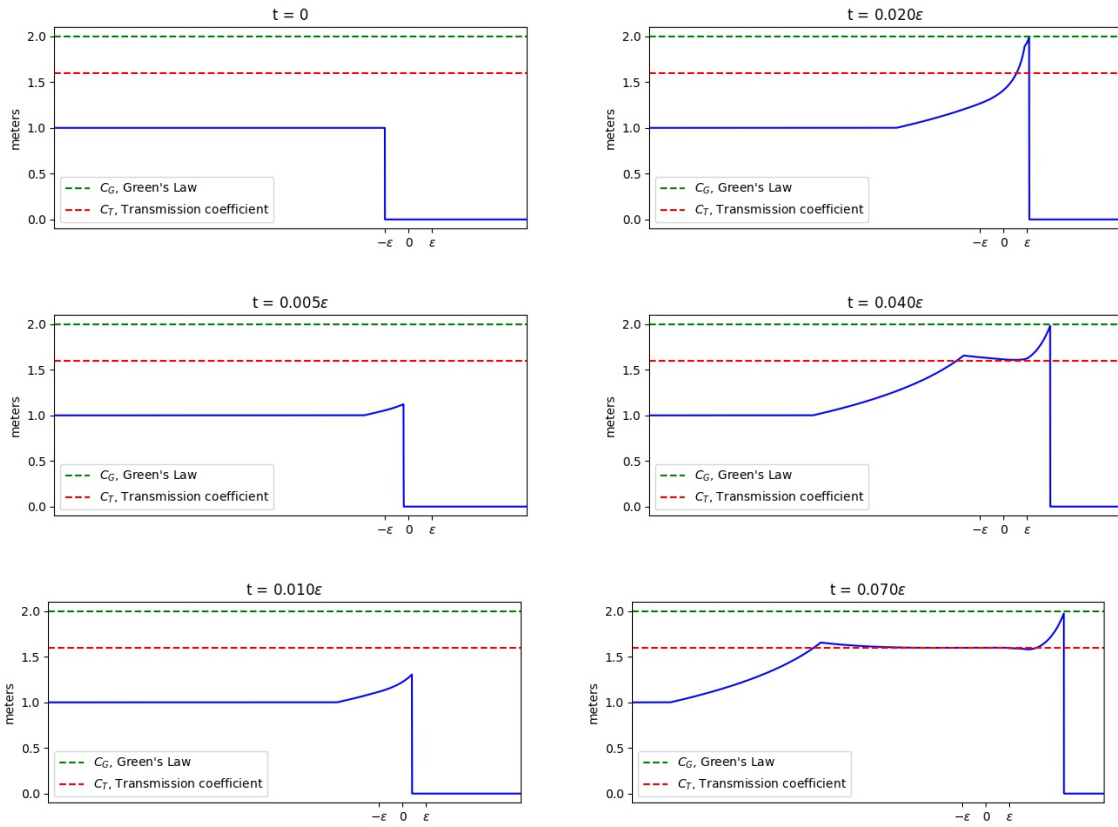 t = 0
2.0
1.5
1.0
0.5
0.0
meters
C_G, Green's Law
C_T, Transmission coefficient
−ε 0 ε
t = 0.020ε
2.0
1.5
1.0
0.5
0.0
meters
C_G, Green's Law
C_T, Transmission coefficient
−ε 0 ε
t = 0.005ε
2.0
1.5
1.0
0.5
0.0
meters
C_G, Green's Law
C_T, Transmission coefficient
−ε 0 ε
t = 0.040ε
2.0
1.5
1.0
0.5
0.0
meters
C_G, Green's Law
C_T, Transmission coefficient
−ε 0 ε
t = 0.010ε
2.0
1.5
1.0
0.5
0.0
meters
C_G, Green's Law
C_T, Transmission coefficient
−ε 0 ε
t = 0.070ε
2.0
1.5
1.0
0.5
0.0
meters
C_G, Green's Law
C_T, Transmission coefficient
−ε 0 ε